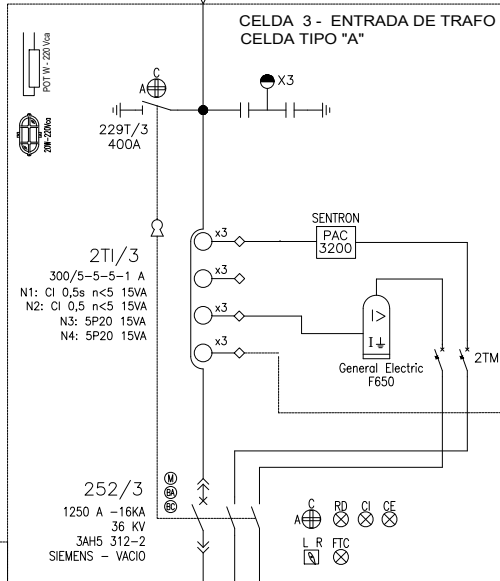 CELDA 3 - ENTRADA DE TRAFO
CELDA TIPO "A"
POT W - 220 Vca
20W-220Vca
C
A
X3
229T/3
400A
2TI/3
300/5-5-5-1 A
N1: CI 0,5s n<5 15VA
N2: CI 0,5 n<5 15VA
N3: 5P20 15VA
N4: 5P20 15VA
x3
x3
x3
x3
SENTRON
PAC
3200
I>
I
General Electric
F650
2TM
252/3
1250 A -16KA
36 KV
3AH5 312-2
SIEMENS - VACIO
M
BA
BC
C
A
RD
CI
CE
L R
FTC